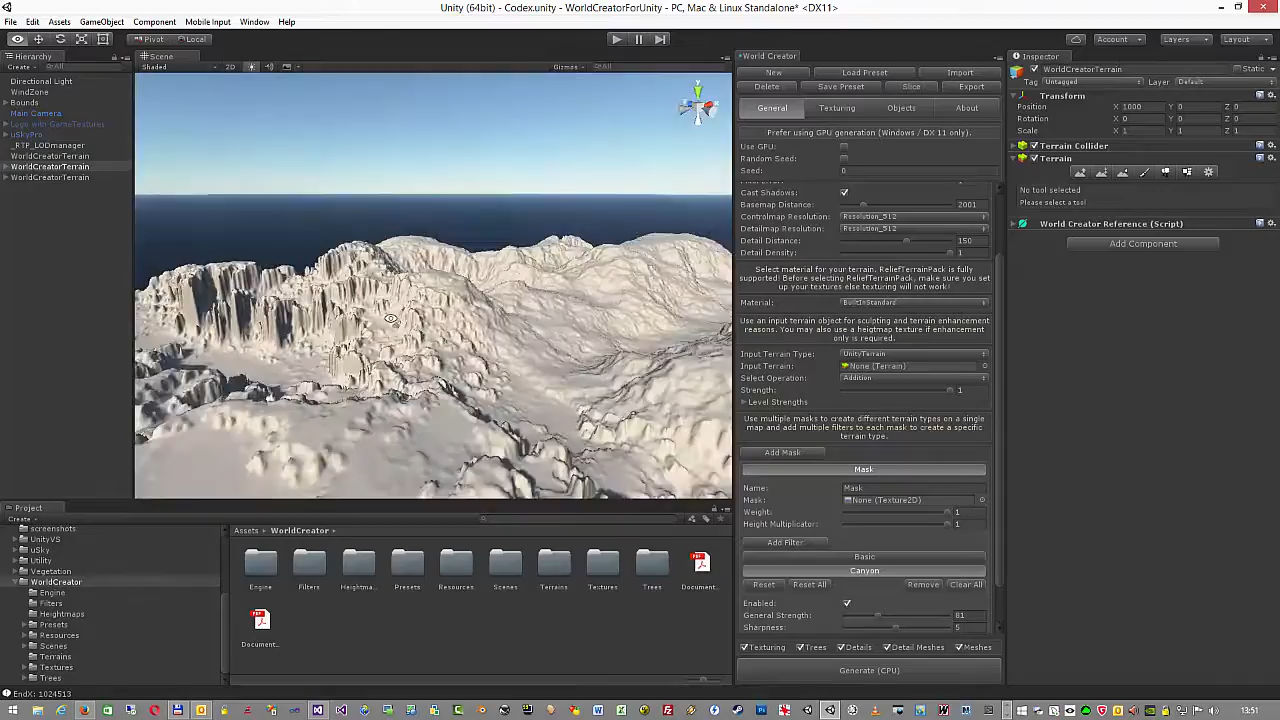 Unity (64bit) - Codex.unity - WorldCreatorForUnity - PC, Mac & Linux Standalone* <DX11>
File Edit Assets GameObject Component Mobile Input Window Help
Pivot Local Account Layers Layout
Hierarchy
Create All
Directional Light
WindZone
Bounds
Main Camera
Logo with GameTextures
uSkyPro
_RTP_LODmanager
WorldCreatorTerrain
WorldCreatorTerrain
WorldCreatorTerrain
Scene
Shaded 2D Gizmos All
World Creator
New Load Preset Import
Delete Save Preset Slice Export
General Texturing Objects About
Prefer using GPU generation (Windows / DX 11 only).
Use GPU:
Random Seed:
Seed: 0
Cast Shadows:
Basemap Distance: 2001
Controlmap Resolution: Resolution_512
Detailmap Resolution: Resolution_512
Detail Distance: 150
Detail Density: 1
Select material for your terrain. ReliefTerrainPack is fully
supported! Before selecting ReliefTerrainPack, make sure you set
up your textures else texturing will not work!
Material: BuiltInStandard
Use an input terrain object for sculpting and terrain enhancement
reasons. You may also use a heigtmap texture if enhancement
only is required.
Input Terrain Type: UnityTerrain
Input Terrain: None (Terrain)
Select Operation: Addition
Strength: 1
Level Strengths
Use multiple masks to create different terrain types on a single
map and add multiple filters to each mask to create a specific
terrain type.
Add Mask
Mask
Name: Mask
Mask: None (Texture2D)
Weight: 1
Height Multiplicator: 1
Add Filter
Basic
Canyon
Reset Reset All Remove Clear All
Enabled:
General Strength: 81
Sharpness: 5
Texturing Trees Details Detail Meshes Meshes
Generate (CPU)
Inspector
WorldCreatorTerrain Static
Tag Untagged Layer Default
Transform
Position X 1000 Y 0 Z 0
Rotation X 0 Y 0 Z 0
Scale X 1 Y 1 Z 1
Terrain Collider
Terrain
No tool selected
Please select a tool
World Creator Reference (Script)
Add Component
Project
Create
screenshots
UnityVS
uSky
Utility
Vegetation
WorldCreator
Engine
Filters
Heightmaps
Presets
Resources
Scenes
Terrains
Textures
Trees
Assets WorldCreator
Engine Filters Heightma... Presets Resources Scenes Terrains Textures Trees Document...
Document...
EndX: 1024513
13:51